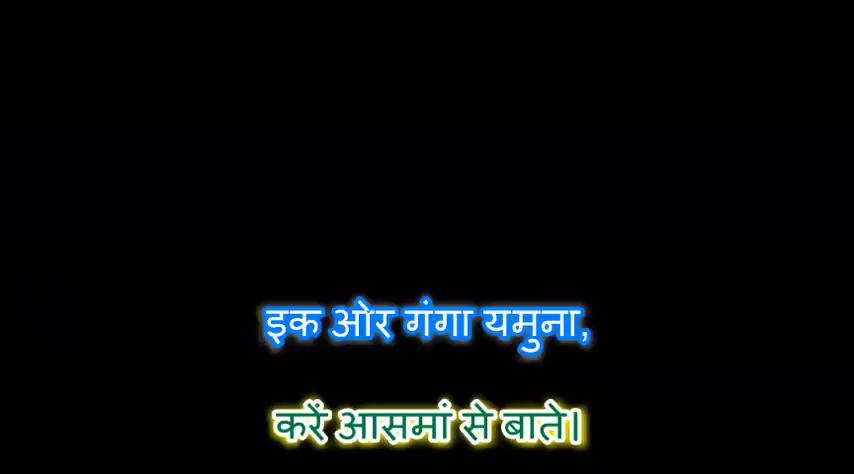 इक ओर गंगा यमुना,
करें आसमां से बाते।